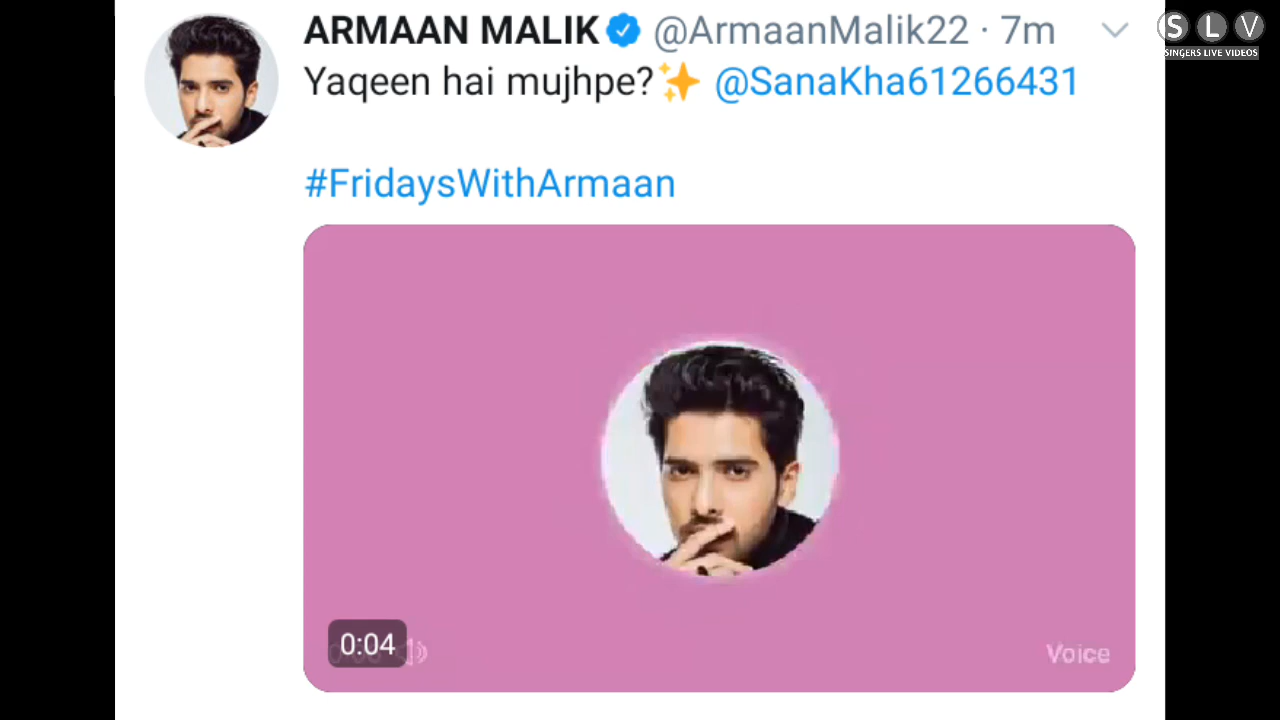 ARMAAN MALIK @ArmaanMalik22 · 7m
Yaqeen hai mujhpe?✨ @SanaKha61266431
#FridaysWithArmaan
0:04
Voice
S L V
SINGERS LIVE VIDEOS